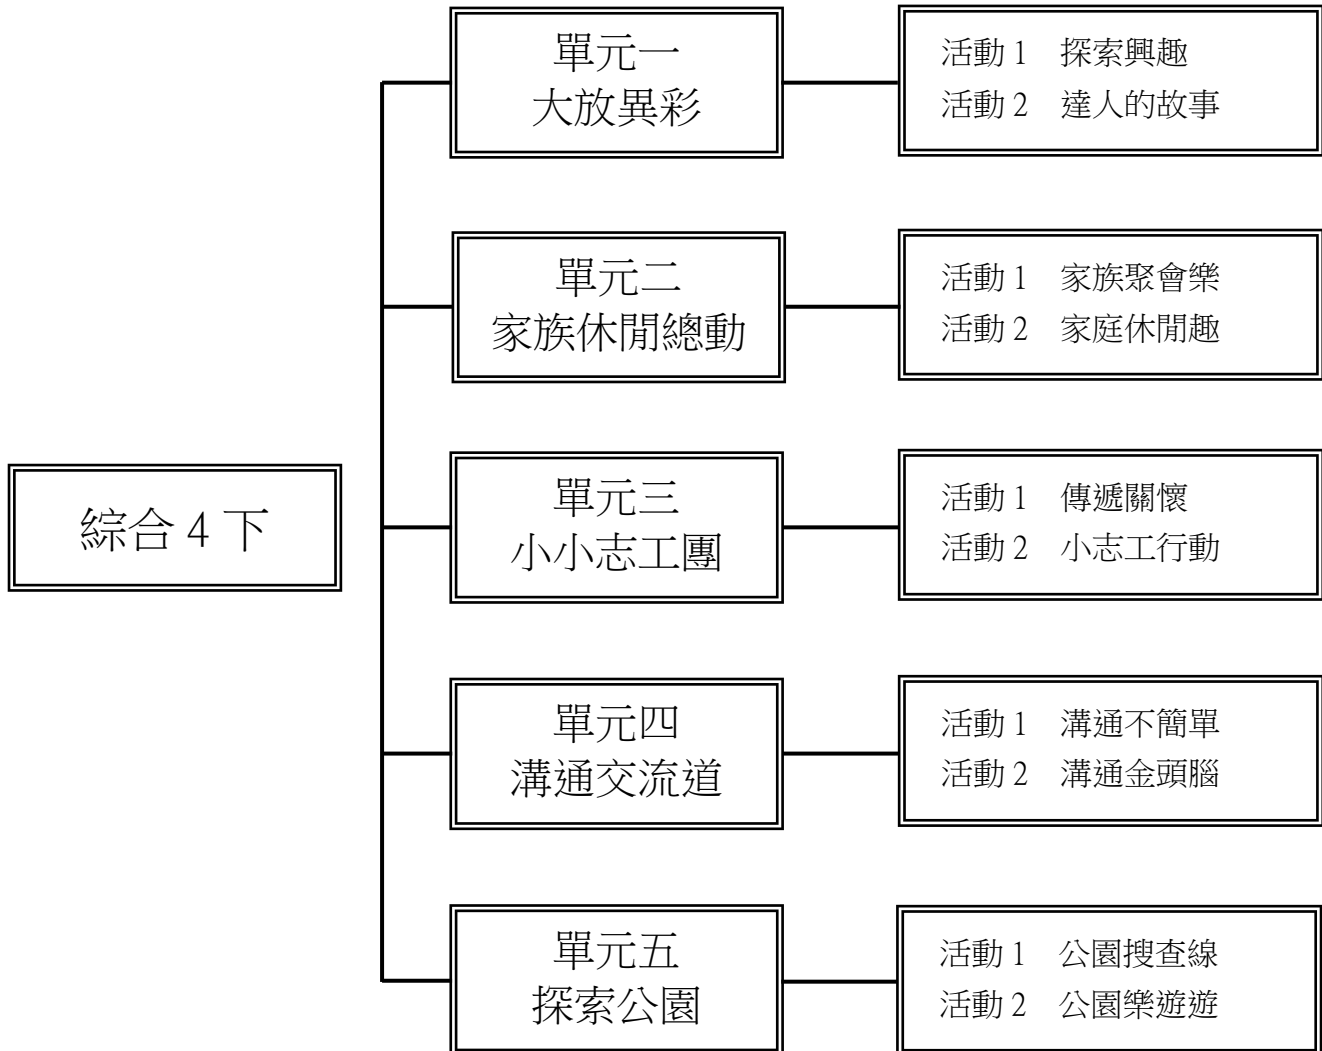 綜合 4 下
單元一
大放異彩
活動 1 探索興趣
活動 2 達人的故事
單元二
家族休閒總動
活動 1 家族聚會樂
活動 2 家庭休閒趣
單元三
小小志工團
活動 1 傳遞關懷
活動 2 小志工行動
單元四
溝通交流道
活動 1 溝通不簡單
活動 2 溝通金頭腦
單元五
探索公園
活動 1 公園搜查線
活動 2 公園樂遊遊